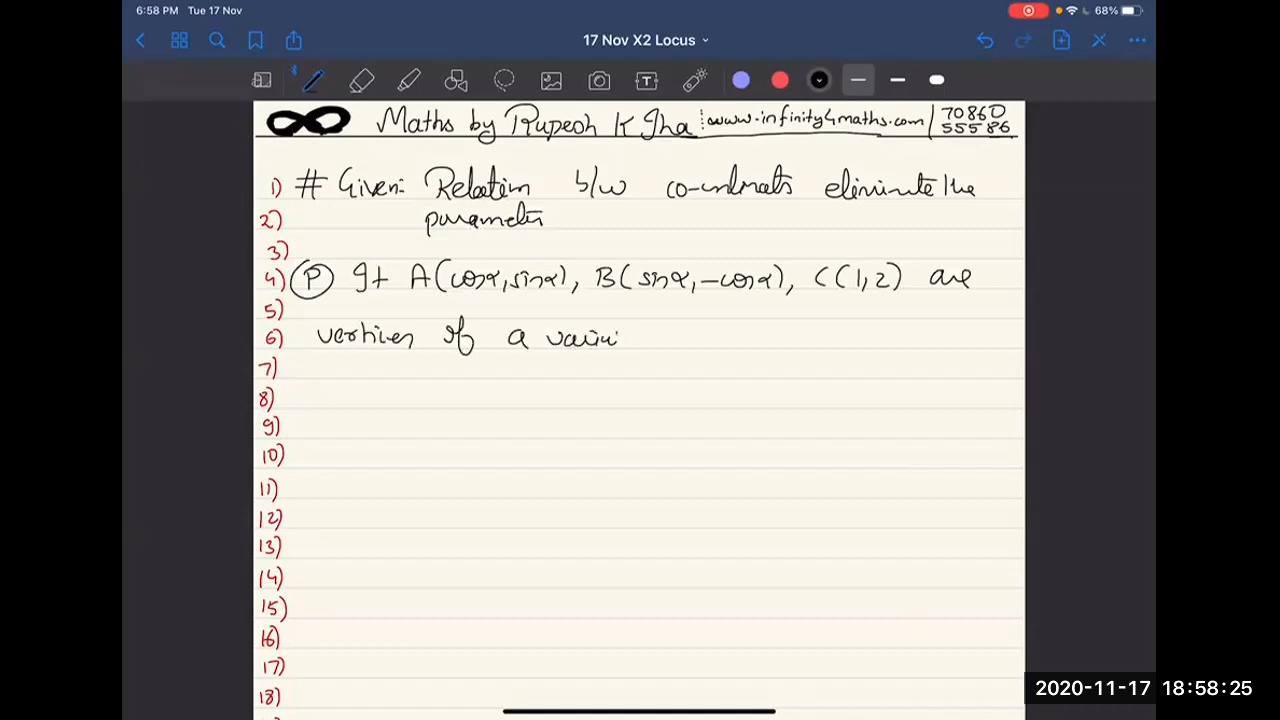 6:58 PM Tue 17 Nov
68%
17 Nov X2 Locus
Maths by Rupesh K Jha www.infinity4maths.com 70860 55586
1) # Given: Relation b/w co-ordinates eliminate the
2) parameter
3)
4) (P) If A(cosα, sinα), B(sinα, -cosα), C(1,2) are
5)
6) vertices of a vari
7)
8)
9)
10)
11)
12)
13)
14)
15)
16)
17)
18)
2020-11-17 18:58:25